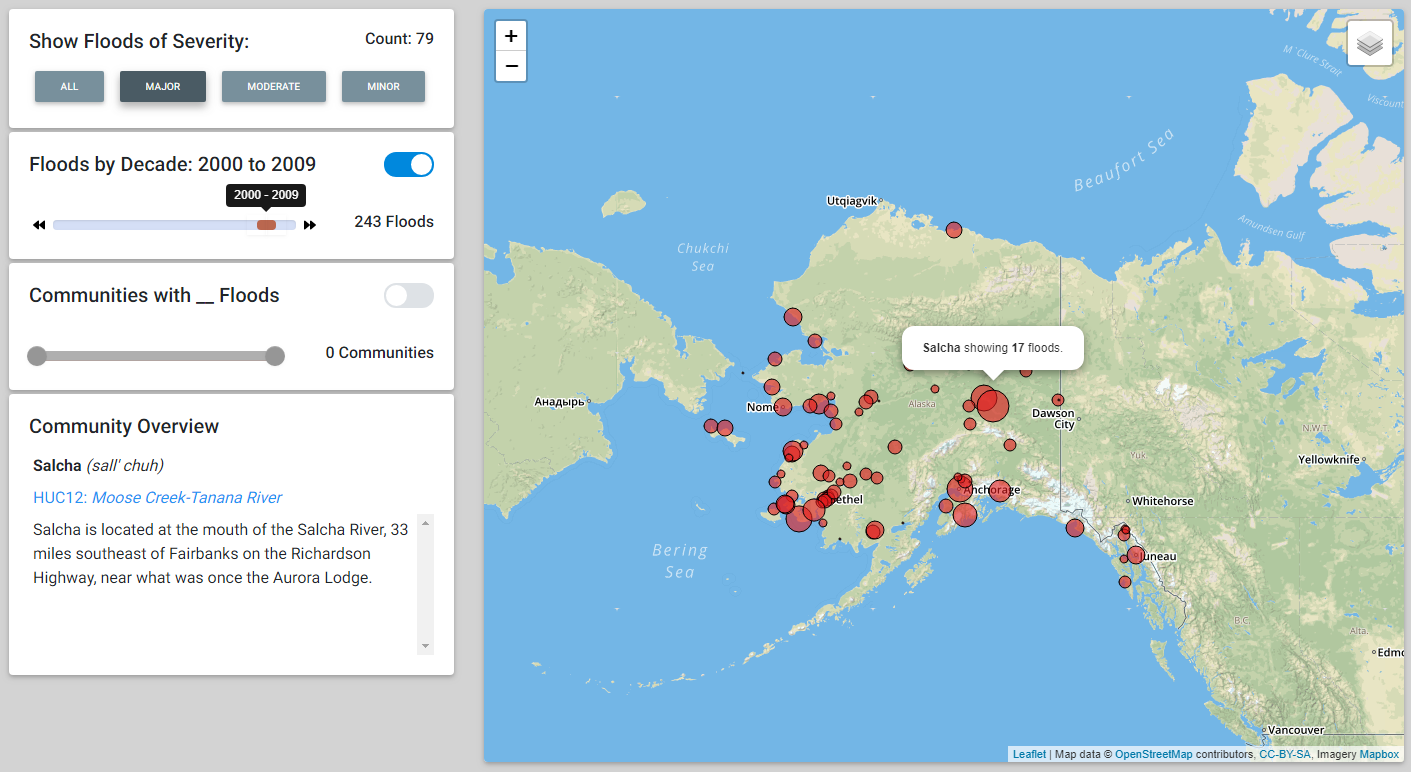 Show Floods of Severity:
Count: 79
ALL
MAJOR
MODERATE
MINOR
Floods by Decade: 2000 to 2009
2000 - 2009
243 Floods
Communities with __ Floods
0 Communities
Community Overview
Salcha (sall' chuh)
HUC12: Moose Creek-Tanana River
Salcha is located at the mouth of the Salcha River, 33
miles southeast of Fairbanks on the Richardson
Highway, near what was once the Aurora Lodge.
+
−
M'Clure Strait
Viscount
Beaufort Sea
Utqiagvik
Amundsen Gulf
Chukchi
Sea
Salcha showing 17 floods.
Анадырь
Nome
Alaska
Dawson
City
N.W.T.
Yuk.
Yellowknife
Anchorage
Bethel
Whitehorse
Bering
Sea
Juneau
B.C.
Alta.
Edmo
Vancouver
Leaflet | Map data © OpenStreetMap contributors, CC-BY-SA, Imagery Mapbox